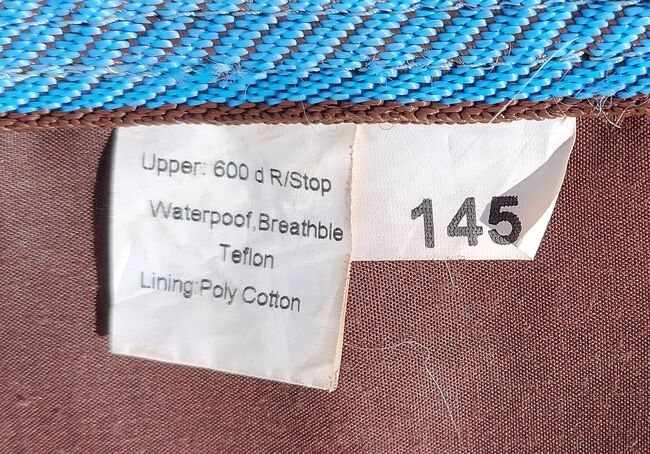 Upper: 600 d R/Stop
Waterpoof,Breathble
Teflon
Lining:Poly Cotton
145